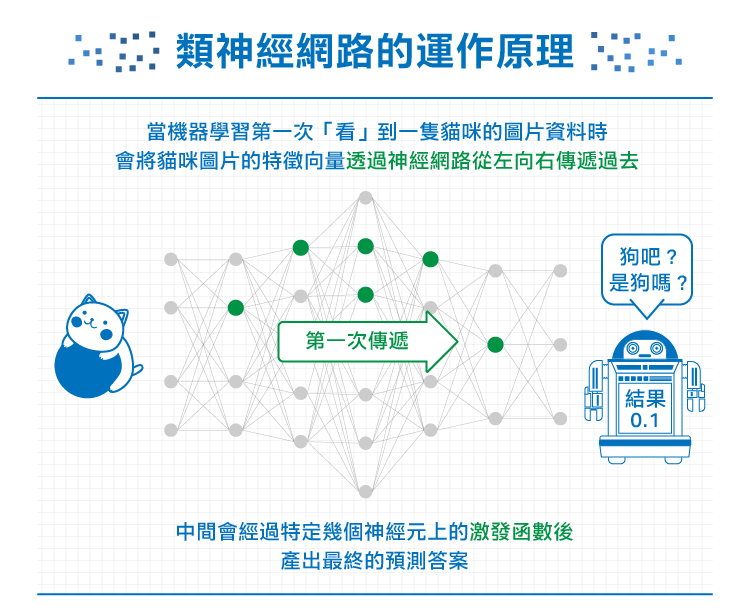 類神經網路的運作原理
當機器學習第一次「看」到一隻貓咪的圖片資料時
會將貓咪圖片的特徵向量透過神經網路從左向右傳遞過去
狗吧？
是狗嗎？
第一次傳遞
結果
0.1
中間會經過特定幾個神經元上的激發函數後
產出最終的預測答案